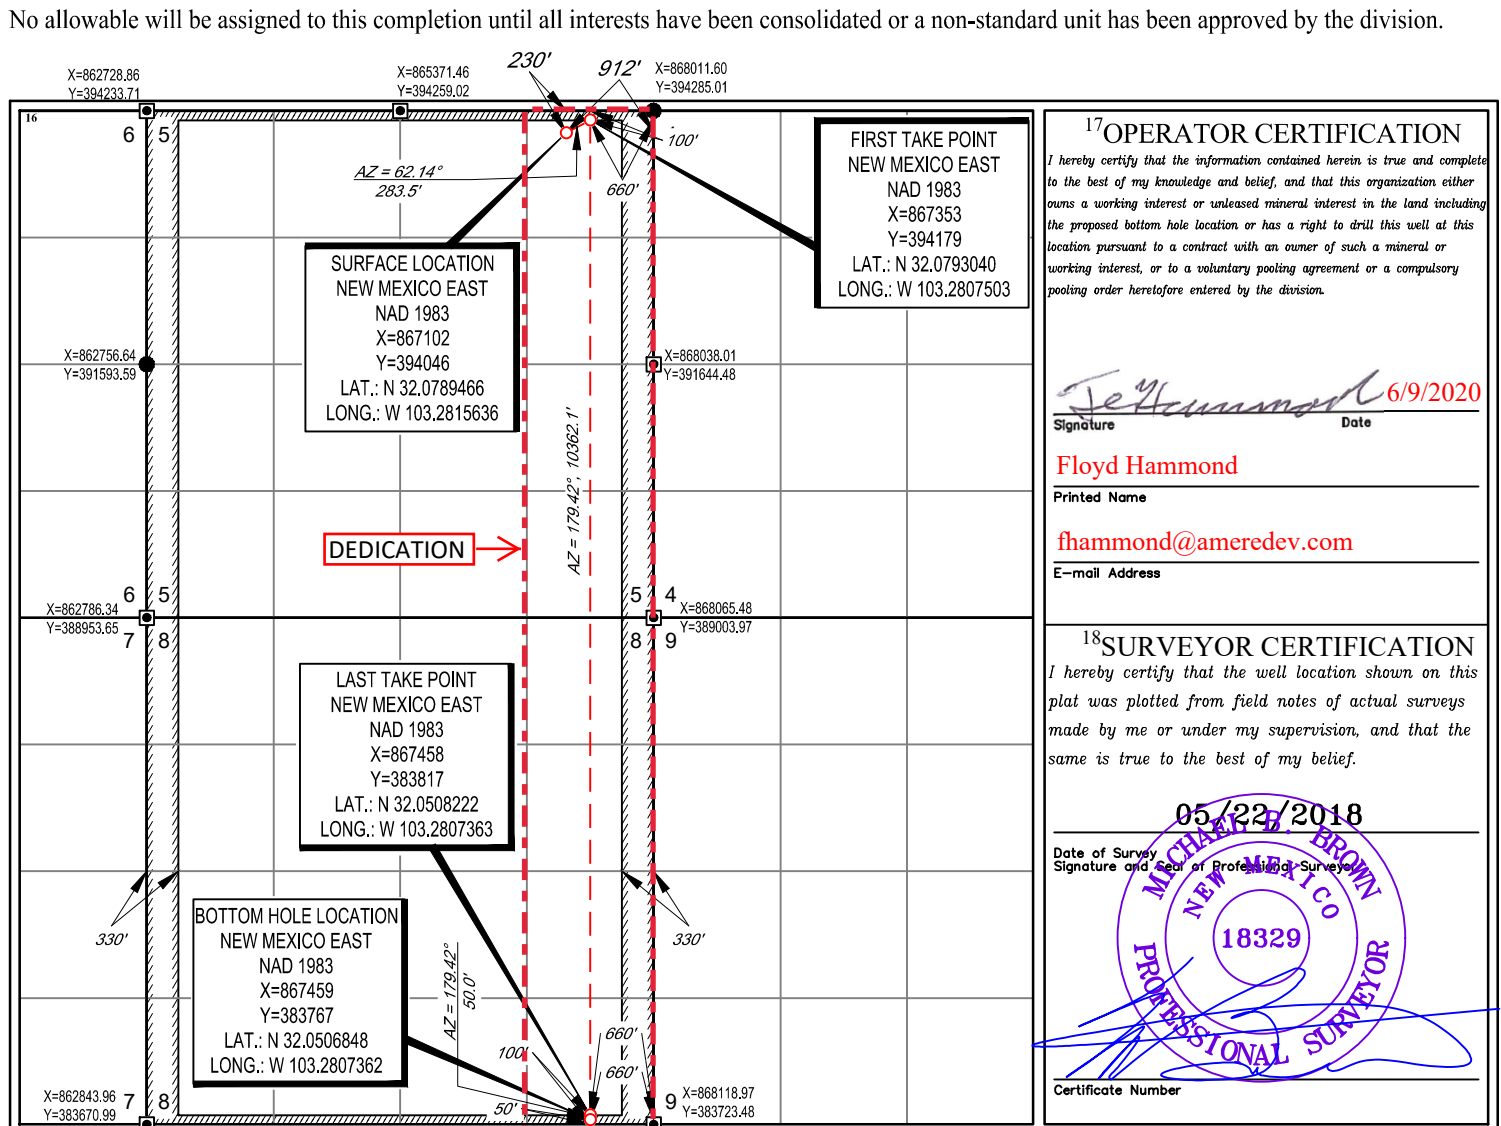 No allowable will be assigned to this completion until all interests have been consolidated or a non-standard unit has been approved by the division.
X=862728.86
Y=394233.71
X=865371.46
Y=394259.02
230'
912'
X=868011.60
Y=394285.01
16
6
5
100'
AZ = 62.14°
283.5'
660'
SURFACE LOCATION
NEW MEXICO EAST
NAD 1983
X=867102
Y=394046
LAT.: N 32.0789466
LONG.: W 103.2815636
FIRST TAKE POINT
NEW MEXICO EAST
NAD 1983
X=867353
Y=394179
LAT.: N 32.0793040
LONG.: W 103.2807503
X=862756.64
Y=391593.59
X=868038.01
Y=391644.48
AZ = 179.42°, 10362.1'
DEDICATION
6 5
5 4
X=862786.34
Y=388953.65
X=868065.48
Y=389003.97
7 8
8 9
LAST TAKE POINT
NEW MEXICO EAST
NAD 1983
X=867458
Y=383817
LAT.: N 32.0508222
LONG.: W 103.2807363
330'
330'
BOTTOM HOLE LOCATION
NEW MEXICO EAST
NAD 1983
X=867459
Y=383767
LAT.: N 32.0506848
LONG.: W 103.2807362
AZ = 179.42°
50.0'
100'
660'
660'
50'
X=862843.96
Y=383670.99
7 8
9
X=868118.97
Y=383723.48
17OPERATOR CERTIFICATION
I hereby certify that the information contained herein is true and complete
to the best of my knowledge and belief, and that this organization either
owns a working interest or unleased mineral interest in the land including
the proposed bottom hole location or has a right to drill this well at this
location pursuant to a contract with an owner of such a mineral or
working interest, or to a voluntary pooling agreement or a compulsory
pooling order heretofore entered by the division.
6/9/2020
Signature
Date
Floyd Hammond
Printed Name
fhammond@ameredev.com
E-mail Address
18SURVEYOR CERTIFICATION
I hereby certify that the well location shown on this
plat was plotted from field notes of actual surveys
made by me or under my supervision, and that the
same is true to the best of my belief.
05/22/2018
Date of Survey
Signature and Seal of Professional Surveyor
MICHAEL B. BROWN
NEW MEXICO
18329
PROFESSIONAL SURVEYOR
Certificate Number